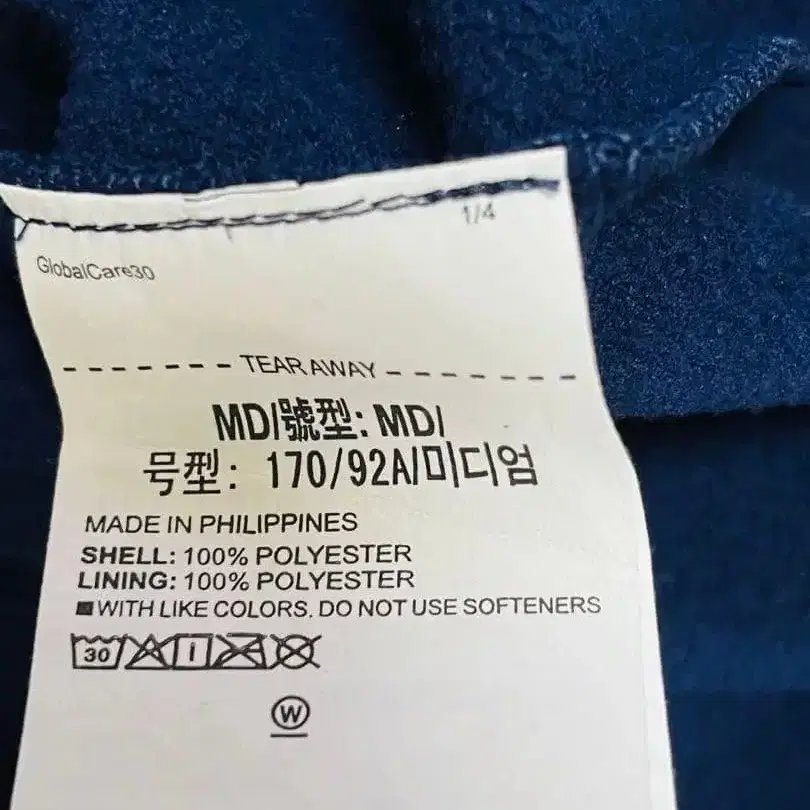 1/4
GlobalCare30
TEAR AWAY
MD/號型: MD/
号型: 170/92A/미디엄
MADE IN PHILIPPINES
SHELL: 100% POLYESTER
LINING: 100% POLYESTER
WITH LIKE COLORS, DO NOT USE SOFTENERS
30
W